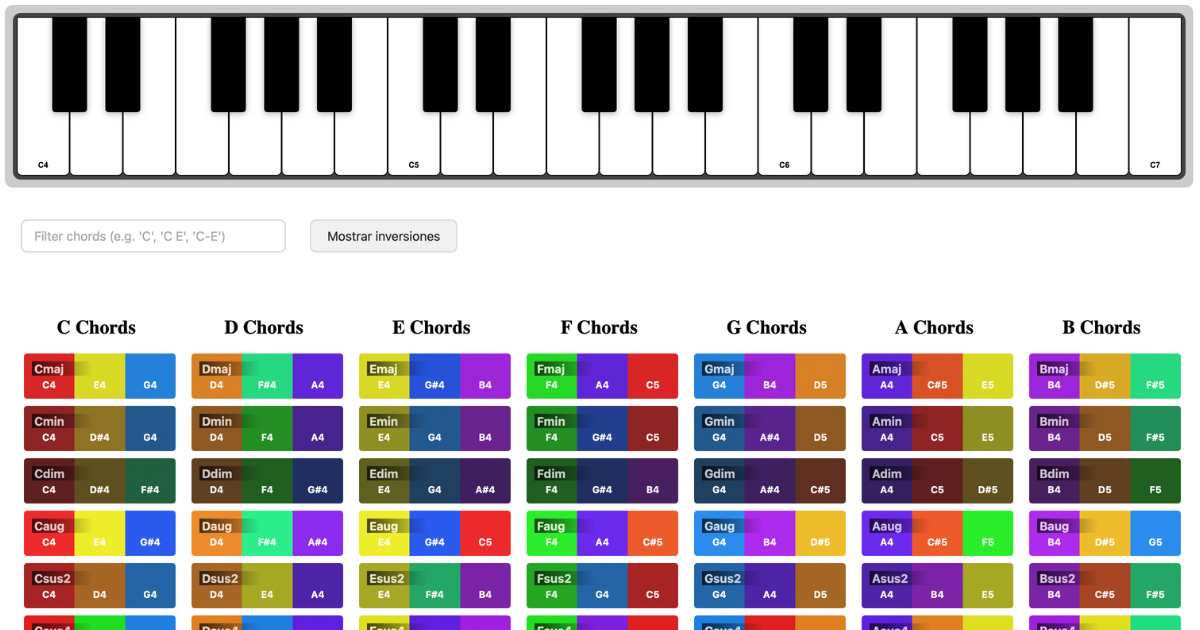 C4 C5 C6 C7
Filter chords (e.g. 'C', 'C E', 'C-E') Mostrar inversiones
C Chords D Chords E Chords F Chords G Chords A Chords B Chords
Cmaj Dmaj Emaj Fmaj Gmaj Amaj Bmaj
C4 E4 G4 D4 F#4 A4 E4 G#4 B4 F4 A4 C5 G4 B4 D5 A4 C#5 E5 B4 D#5 F#5
Cmin Dmin Emin Fmin Gmin Amin Bmin
C4 D#4 G4 D4 F4 A4 E4 G4 B4 F4 G#4 C5 G4 A#4 D5 A4 C5 E5 B4 D5 F#5
Cdim Ddim Edim Fdim Gdim Adim Bdim
C4 D#4 F#4 D4 F4 G#4 E4 G4 A#4 F4 G#4 B4 G4 A#4 C#5 A4 C5 D#5 B4 D5 F5
Caug Daug Eaug Faug Gaug Aaug Baug
C4 E4 G#4 D4 F#4 A#4 E4 G#4 C5 F4 A4 C#5 G4 B4 D#5 A4 C#5 F5 B4 D#5 G5
Csus2 Dsus2 Esus2 Fsus2 Gsus2 Asus2 Bsus2
C4 D4 G4 D4 E4 A4 E4 F#4 B4 F4 G4 C5 G4 A4 D5 A4 B4 E5 B4 C#5 F#5